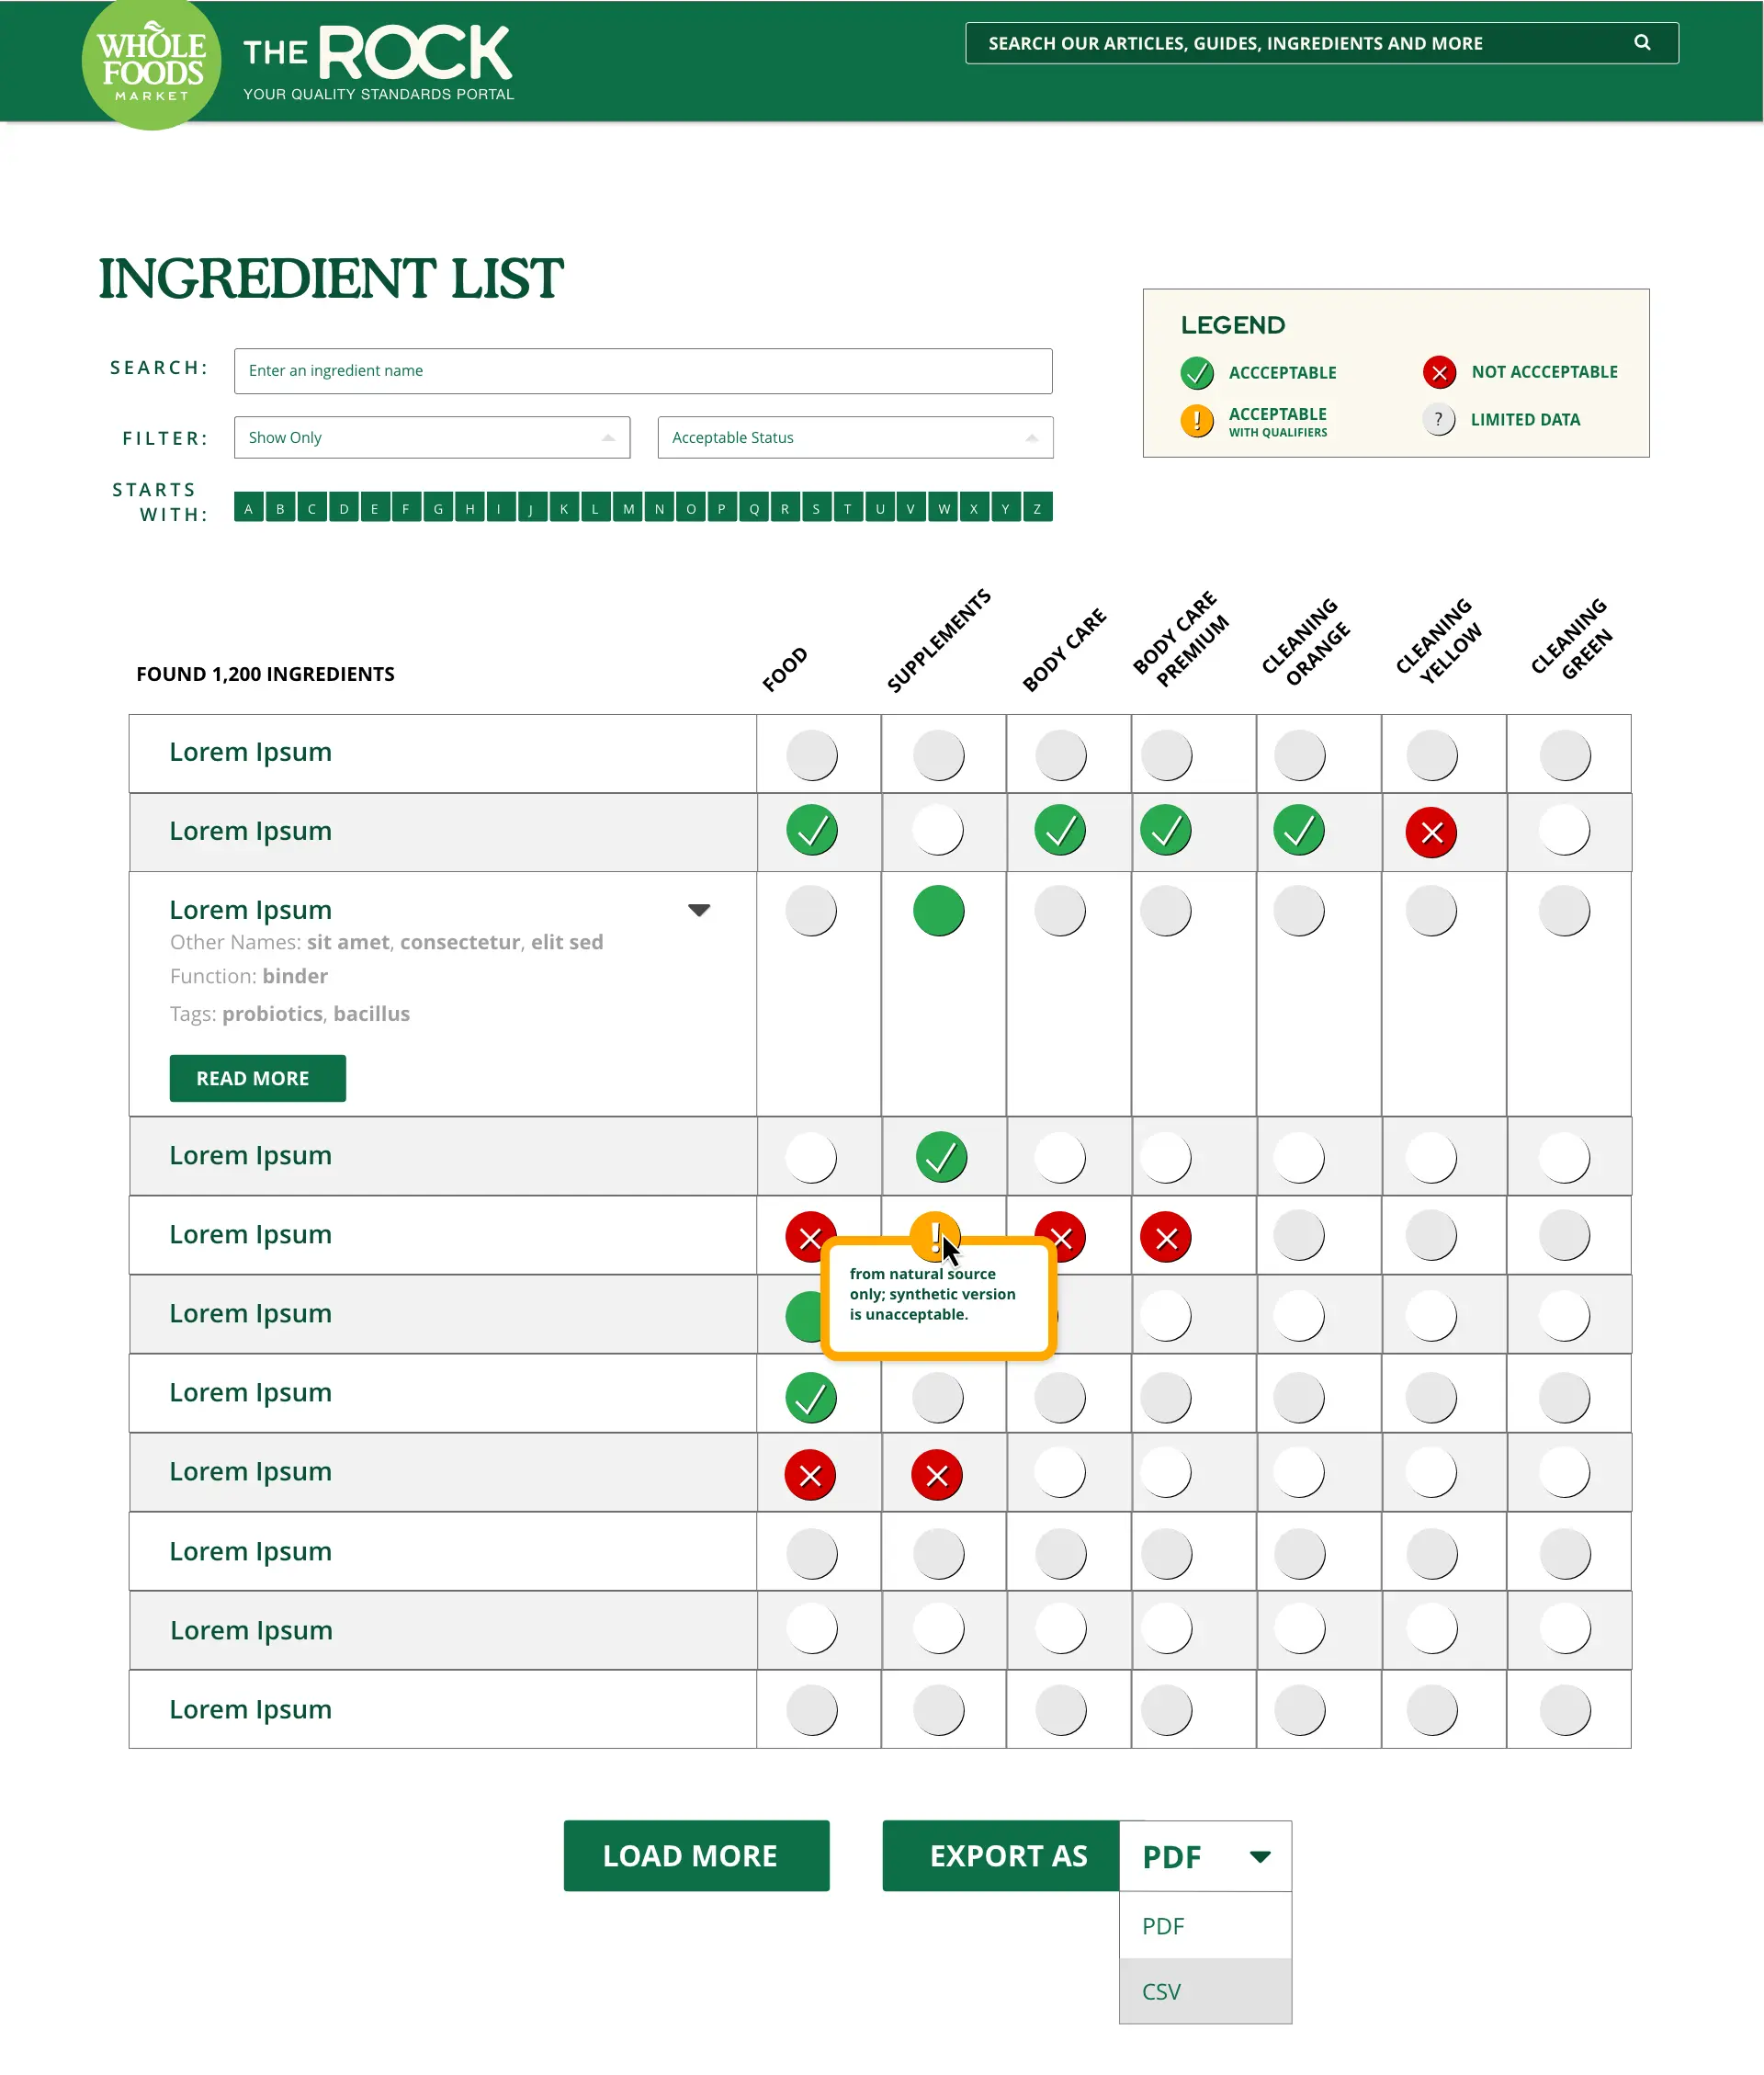 WHOLE
FOODS
MARKET
THE ROCK
YOUR QUALITY STANDARDS PORTAL
SEARCH OUR ARTICLES, GUIDES, INGREDIENTS AND MORE
INGREDIENT LIST
SEARCH:
Enter an ingredient name
FILTER:
Show Only
Acceptable Status
STARTS
WITH:
A B C D E F G H I J K L M N O P Q R S T U V W X Y Z
LEGEND
ACCCEPTABLE
NOT ACCCEPTABLE
! ACCEPTABLE
WITH QUALIFIERS
? LIMITED DATA
FOUND 1,200 INGREDIENTS
FOOD
SUPPLEMENTS
BODY CARE
BODY CARE
PREMIUM
CLEANING
ORANGE
CLEANING
YELLOW
CLEANING
GREEN
Lorem Ipsum
Lorem Ipsum
Lorem Ipsum
Other Names: sit amet, consectetur, elit sed
Function: binder
Tags: probiotics, bacillus
READ MORE
Lorem Ipsum
Lorem Ipsum
!
from natural source
only; synthetic version
is unacceptable.
Lorem Ipsum
Lorem Ipsum
Lorem Ipsum
Lorem Ipsum
Lorem Ipsum
Lorem Ipsum
LOAD MORE
EXPORT AS
PDF
PDF
CSV